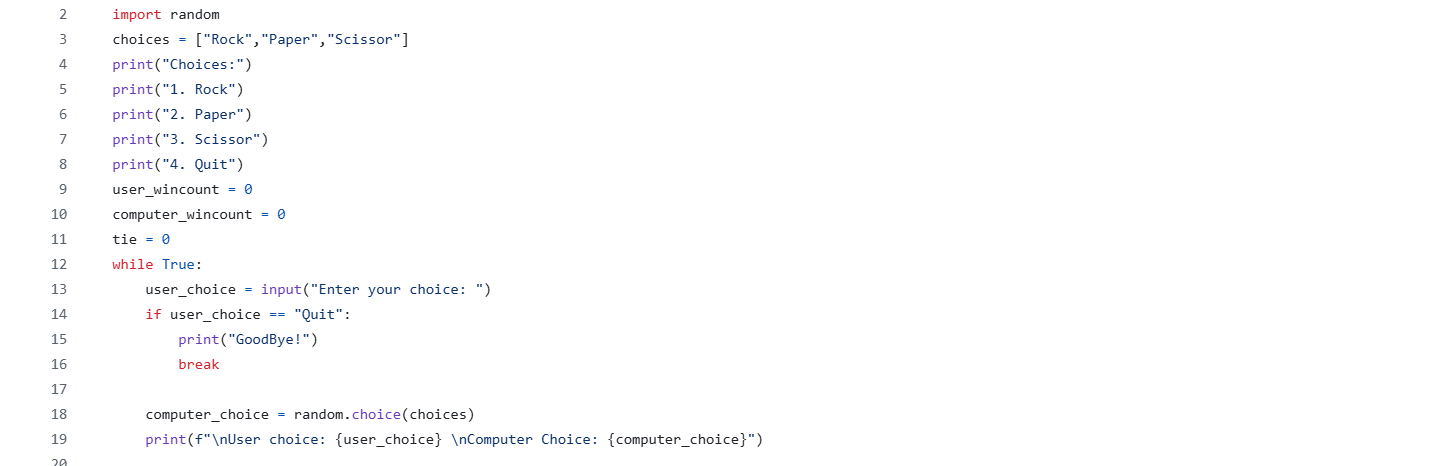 2 import random
3 choices = ["Rock","Paper","Scissor"]
4 print("Choices:")
5 print("1. Rock")
6 print("2. Paper")
7 print("3. Scissor")
8 print("4. Quit")
9 user_wincount = 0
10 computer_wincount = 0
11 tie = 0
12 while True:
13     user_choice = input("Enter your choice: ")
14     if user_choice == "Quit":
15         print("GoodBye!")
16         break
17
18     computer_choice = random.choice(choices)
19     print(f"\nUser choice: {user_choice} \nComputer Choice: {computer_choice}")
20